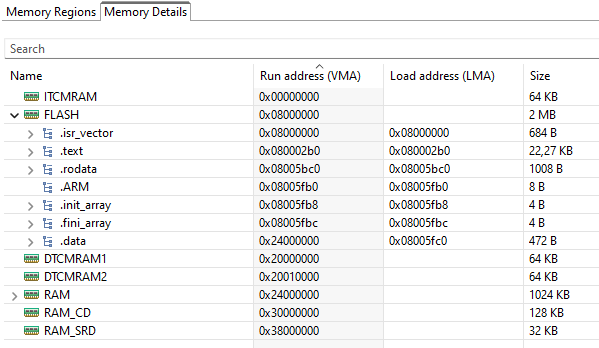 Memory Regions Memory Details
Search
Name Run address (VMA) Load address (LMA) Size
ITCMRAM 0x00000000 64 KB
FLASH 0x08000000 2 MB
.isr_vector 0x08000000 0x08000000 684 B
.text 0x080002b0 0x080002b0 22,27 KB
.rodata 0x08005bc0 0x08005bc0 1008 B
.ARM 0x08005fb0 0x08005fb0 8 B
.init_array 0x08005fb8 0x08005fb8 4 B
.fini_array 0x08005fbc 0x08005fbc 4 B
.data 0x24000000 0x08005fc0 472 B
DTCMRAM1 0x20000000 64 KB
DTCMRAM2 0x20010000 64 KB
RAM 0x24000000 1024 KB
RAM_CD 0x30000000 128 KB
RAM_SRD 0x38000000 32 KB